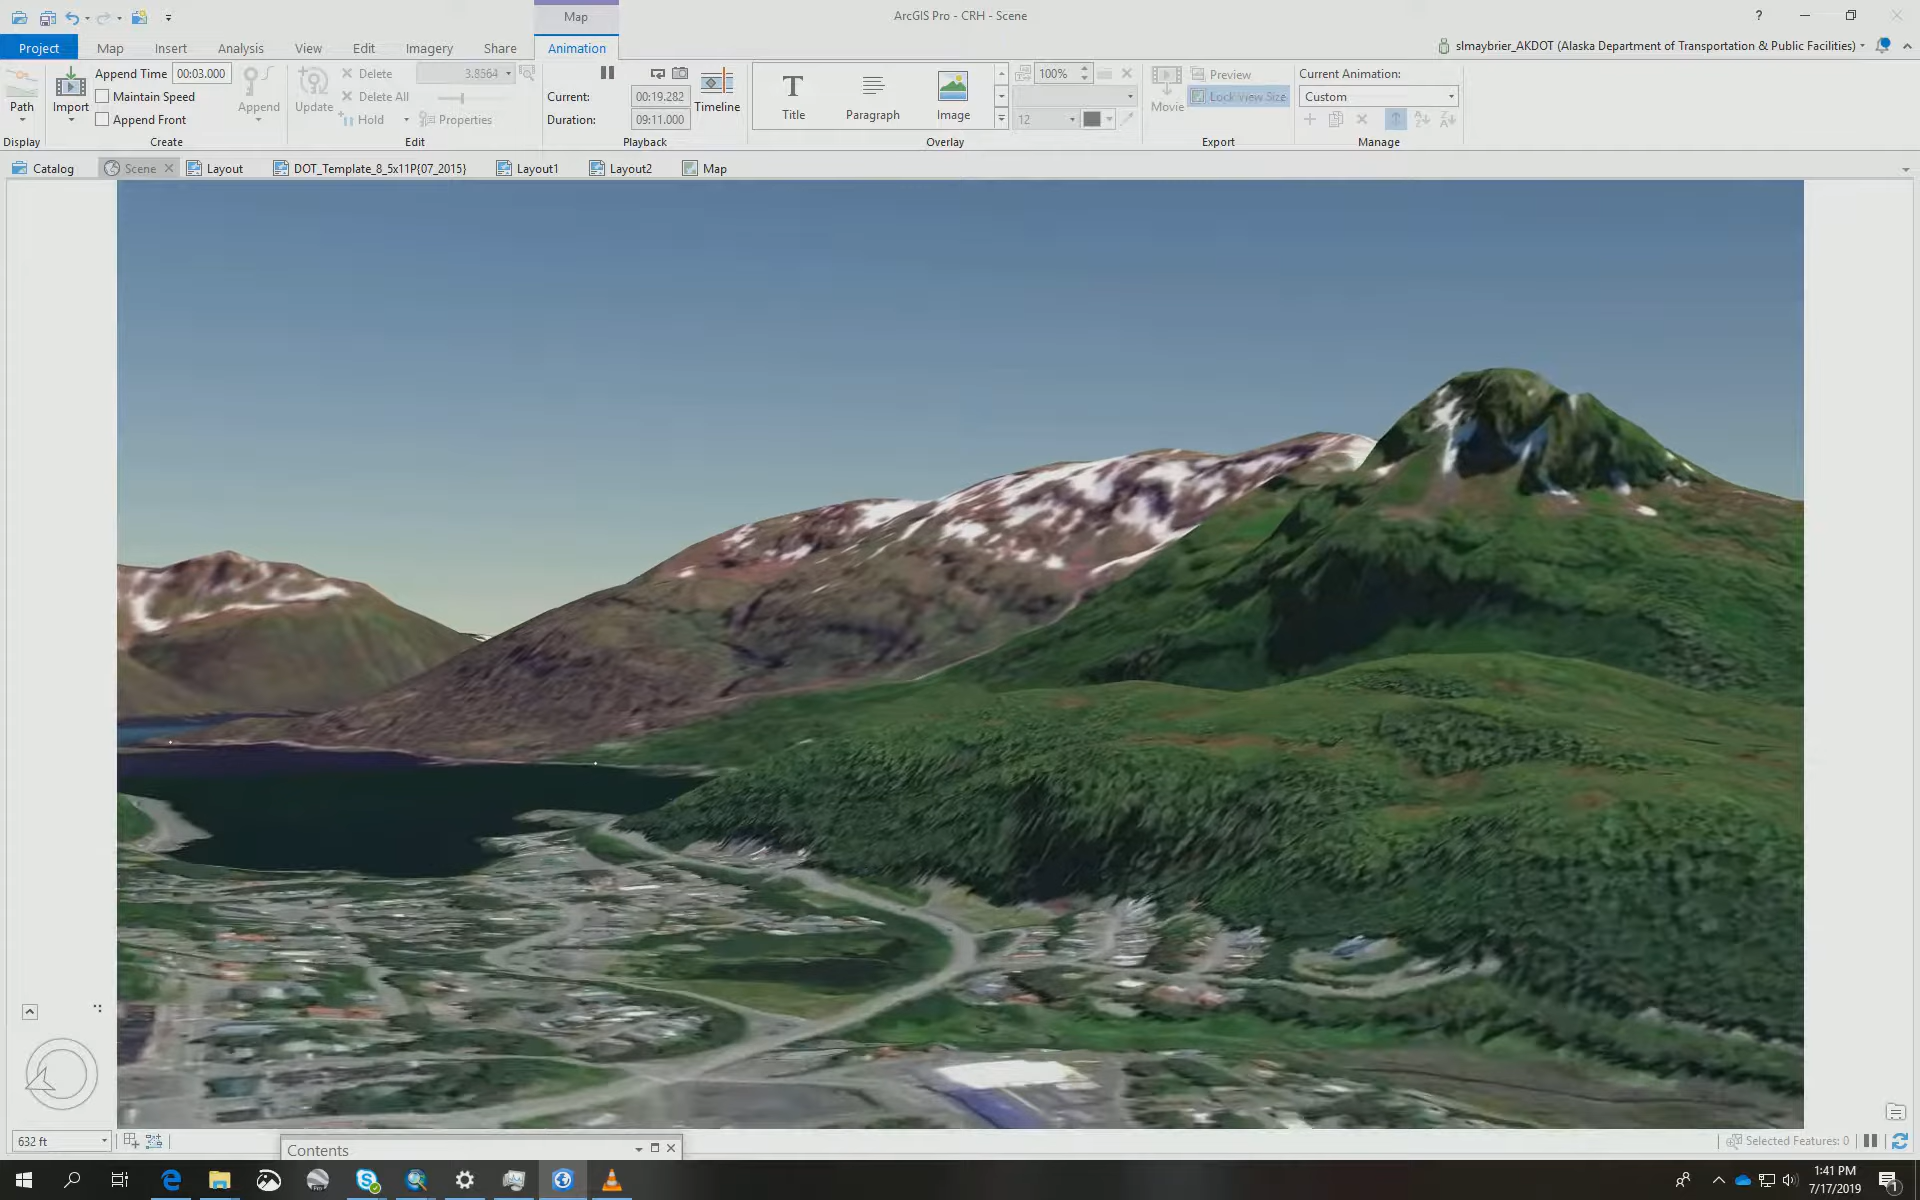 Map
ArcGIS Pro - CRH - Scene
?
Project
Map
Insert
Analysis
View
Edit
Imagery
Share
Animation
slmaybrier_AKDOT (Alaska Department of Transportation & Public Facilities)
Path
Display
Import
Append Time 00:03.000
Maintain Speed
Append Front
Append
Create
Update
Delete
Delete All
Hold
3.8564
Properties
Edit
Current: 00:19.282
Duration: 09:11.000
Timeline
Playback
Title
Paragraph
Image
100%
12
Overlay
Movie
Preview
Lock View Size
Export
Current Animation:
Custom
Manage
Catalog
Scene
Layout
DOT_Template_8_5x11P{07_2015}
Layout1
Layout2
Map
632 ft
Contents
Selected Features: 0
1:41 PM
7/17/2019
1